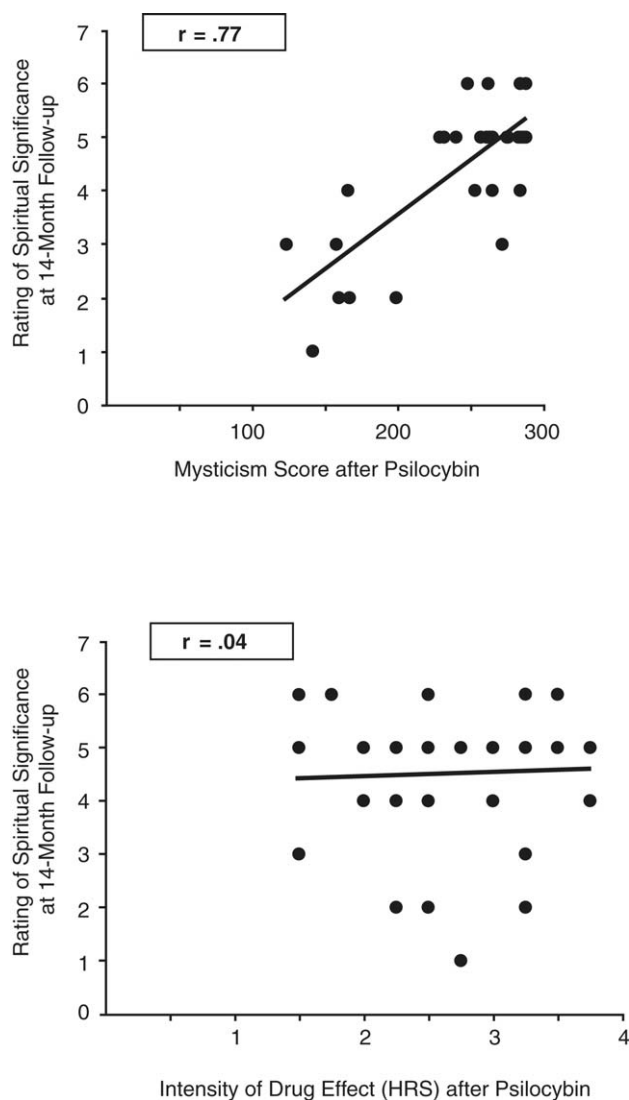 r = .77
7
6
5
4
3
2
1
0
Rating of Spiritual Significance
at 14-Month Follow-up
100 200 300
Mysticism Score after Psilocybin
r = .04
7
6
5
4
3
2
1
0
Rating of Spiritual Significance
at 14-Month Follow-up
1 2 3 4
Intensity of Drug Effect (HRS) after Psilocybin